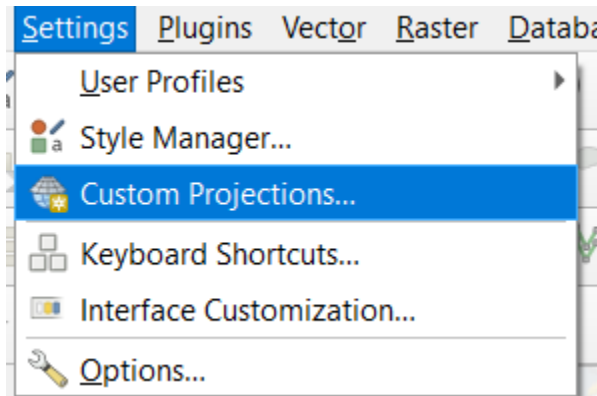 Settings Plugins Vector Raster
User Profiles
Style Manager...
Custom Projections...
Keyboard Shortcuts...
Interface Customization...
Options...